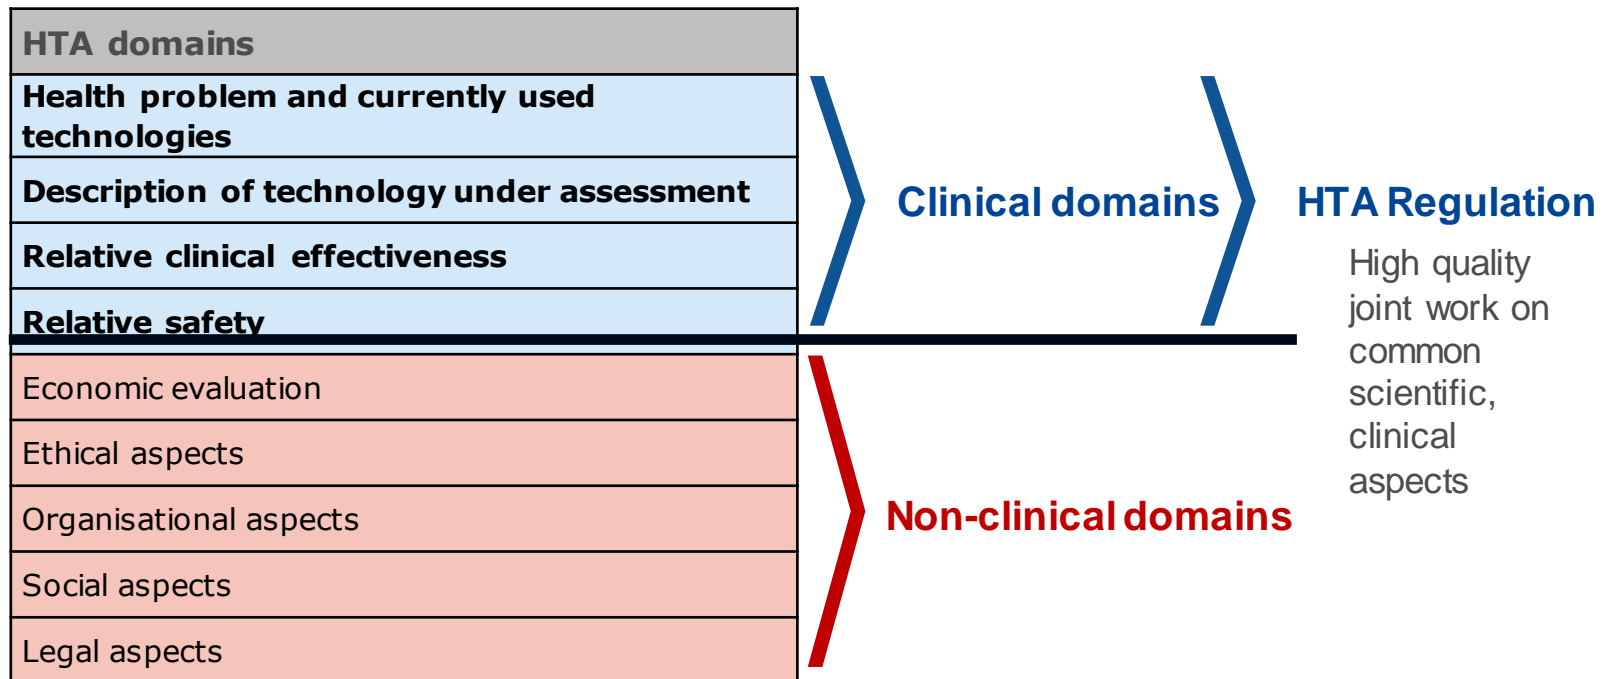 HTA domains
Health problem and currently used
technologies
Description of technology under assessment
Relative clinical effectiveness
Relative safety
Economic evaluation
Ethical aspects
Organisational aspects
Social aspects
Legal aspects
Clinical domains
Non-clinical domains
HTA Regulation
High quality
joint work on
common
scientific,
clinical
aspects